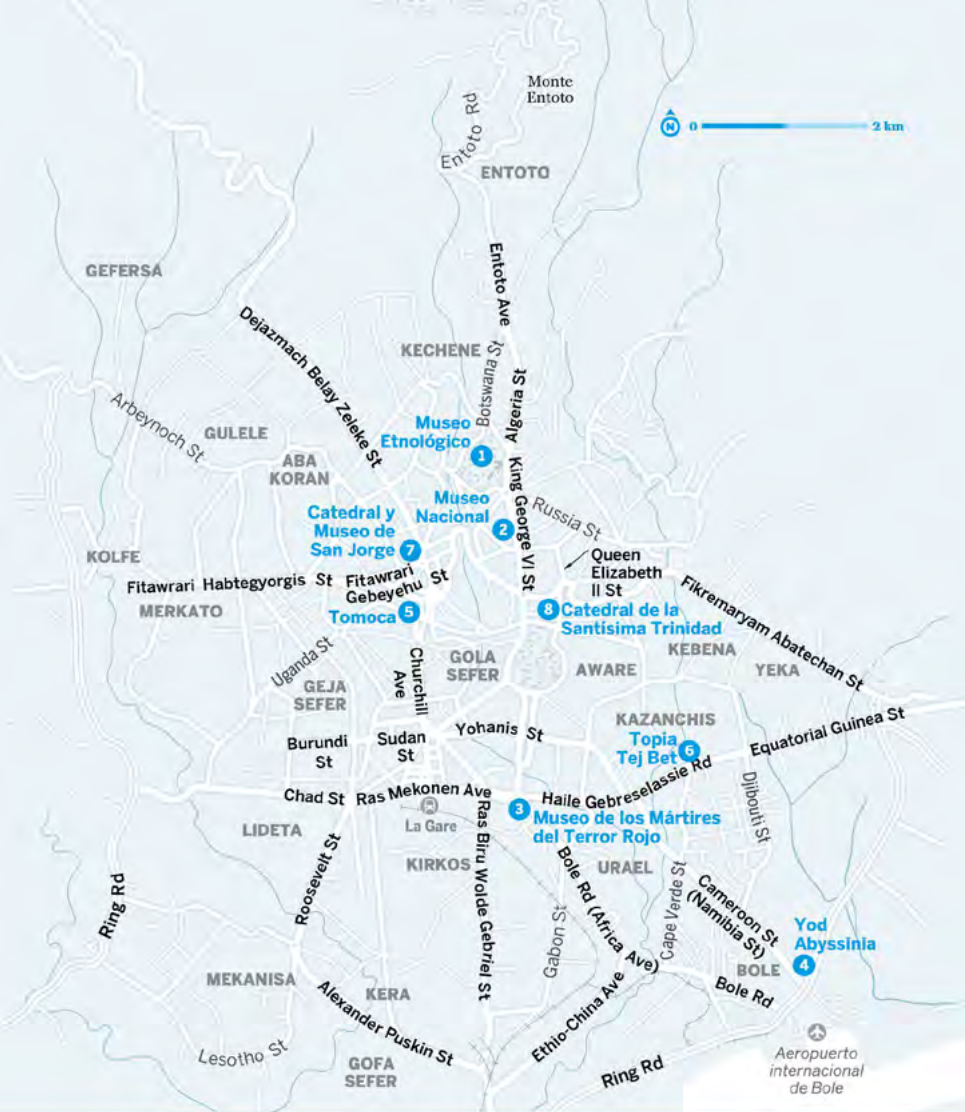 Monte
Entoto
N 0 2 km
Entoto Rd
ENTOTO
GEFERSA
Entoto Ave
Dejazmach Belay Zeleke St
KECHENE
Botswana St
Algeria St
Arbeynoch St
GULELE
Museo
Etnológico
1
ABA
KORAN
King George VI St
Museo
Nacional
2
Russia St
Catedral y
Museo de
San Jorge
7
KOLFE
Queen
Elizabeth
II St
Fitawrari Habtegyorgis St
Fitawrari
Gebeyehu St
MERKATO
Tomoca
5
8
Catedral de la
Santísima Trinidad
Fikremaryam Abatechan St
KEBENA
YEKA
Uganda St
Churchill
Ave
GOLA
SEFER
AWARE
GEJA
SEFER
KAZANCHIS
Topia
Tej Bet
6
Equatorial Guinea St
Burundi
St
Sudan
St
Yohanis St
Haile Gebreselassie Rd
Djibouti St
Chad St
Ras Mekonen Ave
3
Museo de los Mártires
del Terror Rojo
La Gare
LIDETA
KIRKOS
Ras Biru Wolde Gebriel St
Roosevelt St
URAEL
Bole Rd (Africa Ave)
Cape Verde St
Cameroon St
(Namibia St)
Ring Rd
Gabon St
Yod
Abyssinia
4
BOLE
Bole Rd
MEKANISA
KERA
Alexander Puskin St
Ethio-China Ave
Lesotho St
GOFA
SEFER
Ring Rd
Aeropuerto
internacional
de Bole